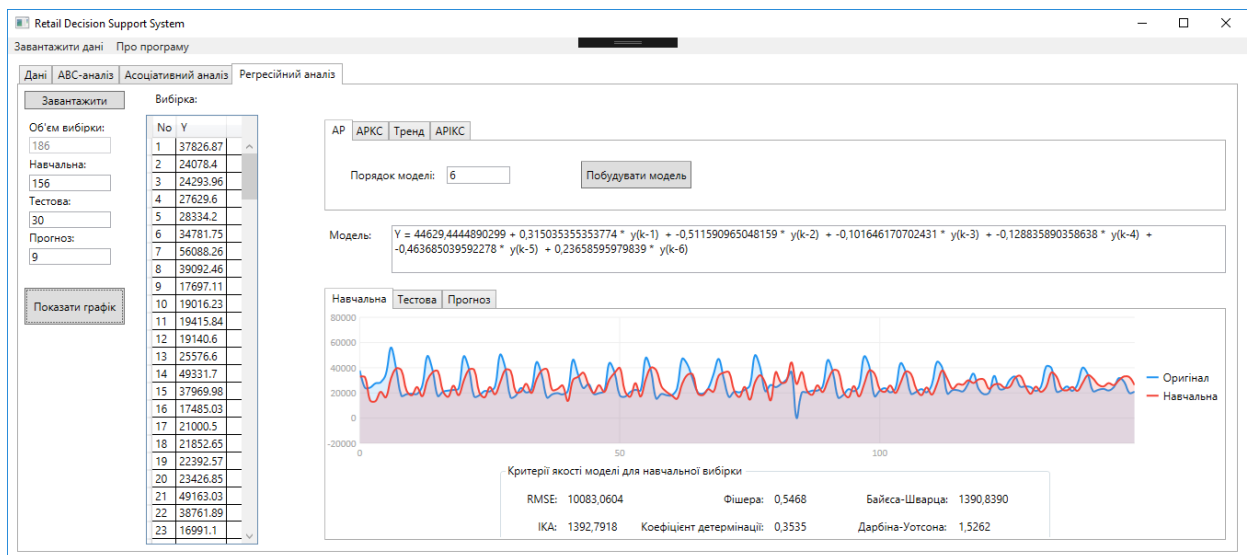 Retail Decision Support System
Завантажити дані Про програму
Дані ABC-аналіз Асоціативний аналіз Регресійний аналіз
Завантажити
Об'єм вибірки:
186
Навчальна:
156
Тестова:
30
Прогноз:
9
Показати графік
Вибірка:
No Y
1 37826.87
2 24078.4
3 24293.96
4 27629.6
5 28334.2
6 34781.75
7 56088.26
8 39092.46
9 17697.11
10 19016.23
11 19415.84
12 19140.6
13 25576.6
14 49331.7
15 37969.98
16 17485.03
17 21000.5
18 21852.65
19 22392.57
20 23426.85
21 49163.03
22 38761.89
23 16991.1
АР АРКС Тренд АРІКС
Порядок моделі: 6 Побудувати модель
Модель:
Y = 44629,4444890299 + 0,315035355353774 * y(k-1) + -0,511590965048159 * y(k-2) + -0,101646170702431 * y(k-3) + -0,128835890358638 * y(k-4) +
-0,463685039592278 * y(k-5) + 0,23658595979839 * y(k-6)
Навчальна Тестова Прогноз
80000
60000
40000
20000
0
-20000
0 50 100
Оригінал
Навчальна
Критерії якості моделі для навчальної вибірки
RMSE: 10083,0604 Фішера: 0,5468 Байєса-Шварца: 1390,8390
ІКА: 1392,7918 Коефіцієнт детермінації: 0,3535 Дарбіна-Уотсона: 1,5262